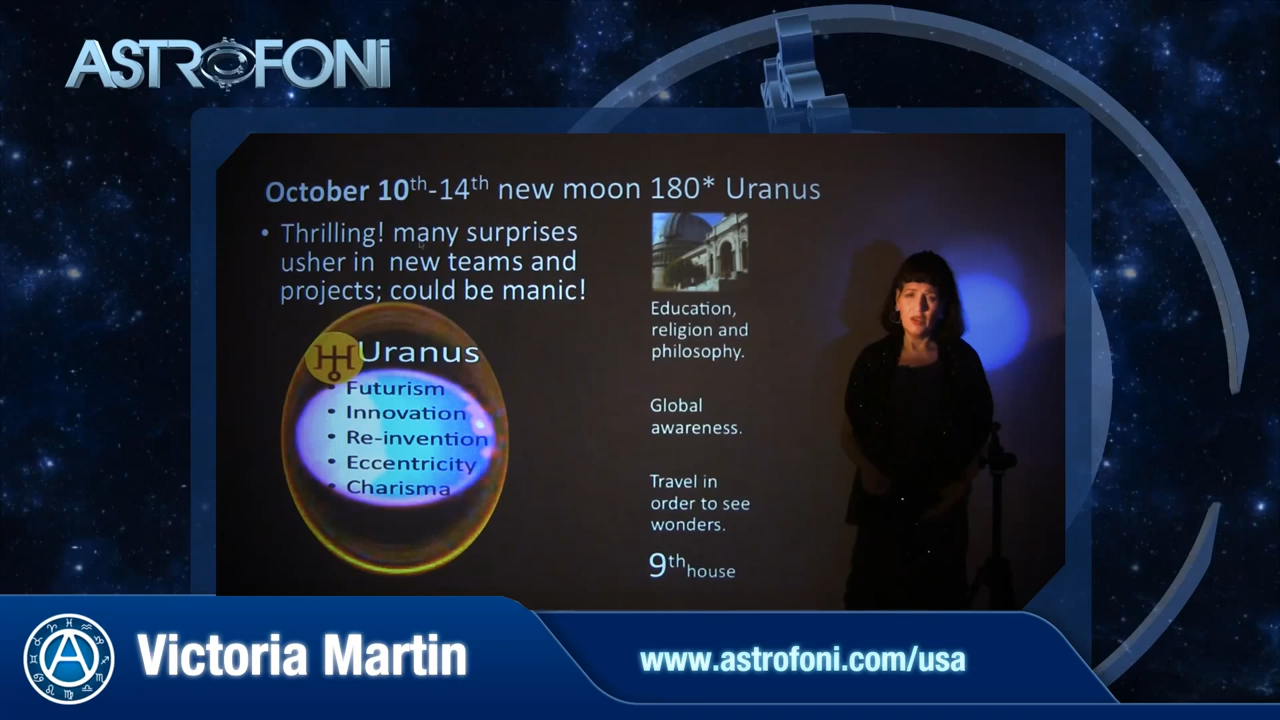 ASTROFONi
October 10th-14th new moon 180* Uranus
• Thrilling! many surprises
usher in new teams and
projects; could be manic!
Uranus
• Futurism
• Innovation
• Re-invention
• Eccentricity
• Charisma
Education,
religion and
philosophy.
Global
awareness.
Travel in
order to see
wonders.
9th house
Victoria Martin
www.astrofoni.com/usa